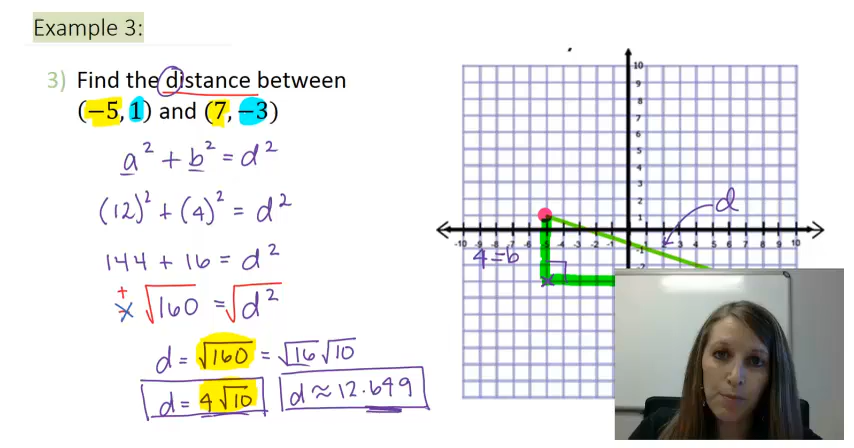 Example 3:
3) Find the distance between
(−5, 1) and (7, −3)
a² + b² = d²
(12)² + (4)² = d²
144 + 16 = d²
√160 = √d²
d = √160 = √16 √10
d = 4√10
d ≈ 12.649
10
9
8
7
6
5
4
3
2
1
d
-10 -9 -8 -7 -6 -5 -4 -3 -2 -1 1 2 3 4 5 6 7 8 9 10
4 = b